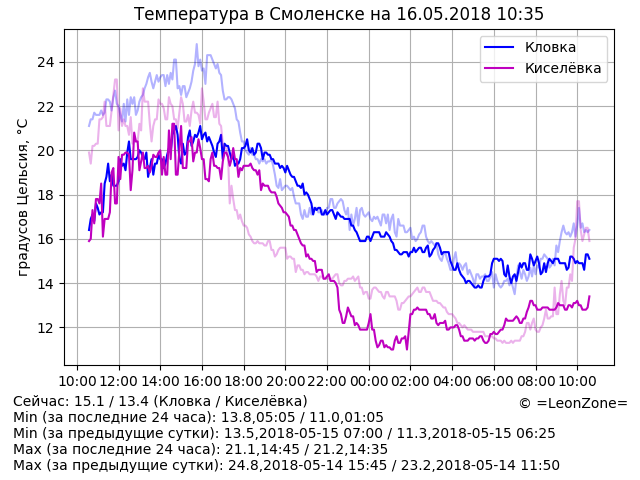 Температура в Смоленске на 16.05.2018 10:35
Кловка
Киселёвка
градусов Цельсия, °C
24
22
20
18
16
14
12
10:00 12:00 14:00 16:00 18:00 20:00 22:00 00:00 02:00 04:00 06:00 08:00 10:00
Сейчас: 15.1 / 13.4 (Кловка / Киселёвка)
© =LeonZone=
Min (за последние 24 часа): 13.8,05:05 / 11.0,01:05
Min (за предыдущие сутки): 13.5,2018-05-15 07:00 / 11.3,2018-05-15 06:25
Max (за последние 24 часа): 21.1,14:45 / 21.2,14:35
Max (за предыдущие сутки): 24.8,2018-05-14 15:45 / 23.2,2018-05-14 11:50